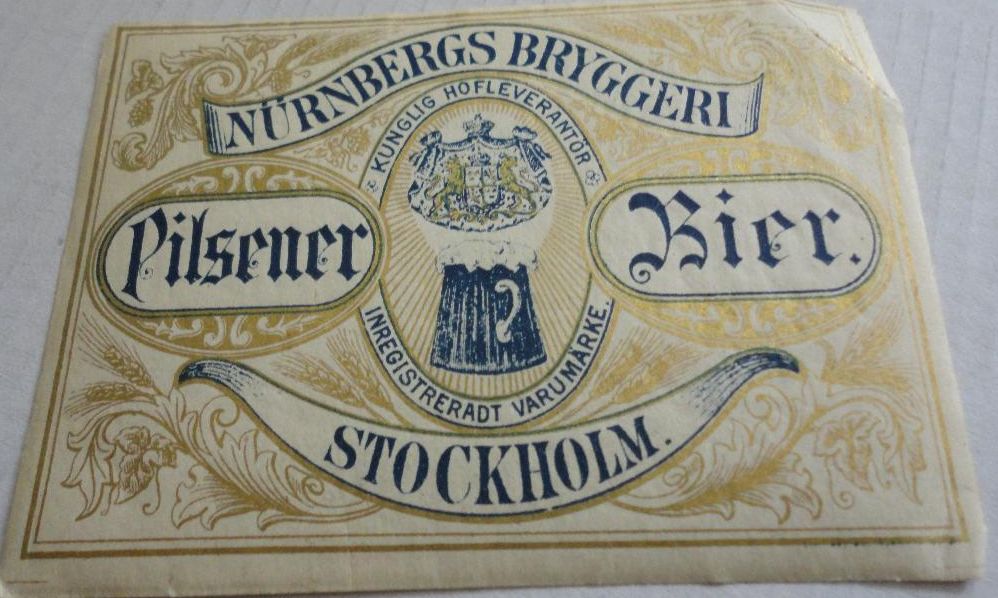 NÜRNBERGS BRYGGERI
KUNGLIG HOFLEVERANTÖR
Pilsener
Bier.
INREGISTRERADT VARUMÄRKE.
STOCKHOLM.